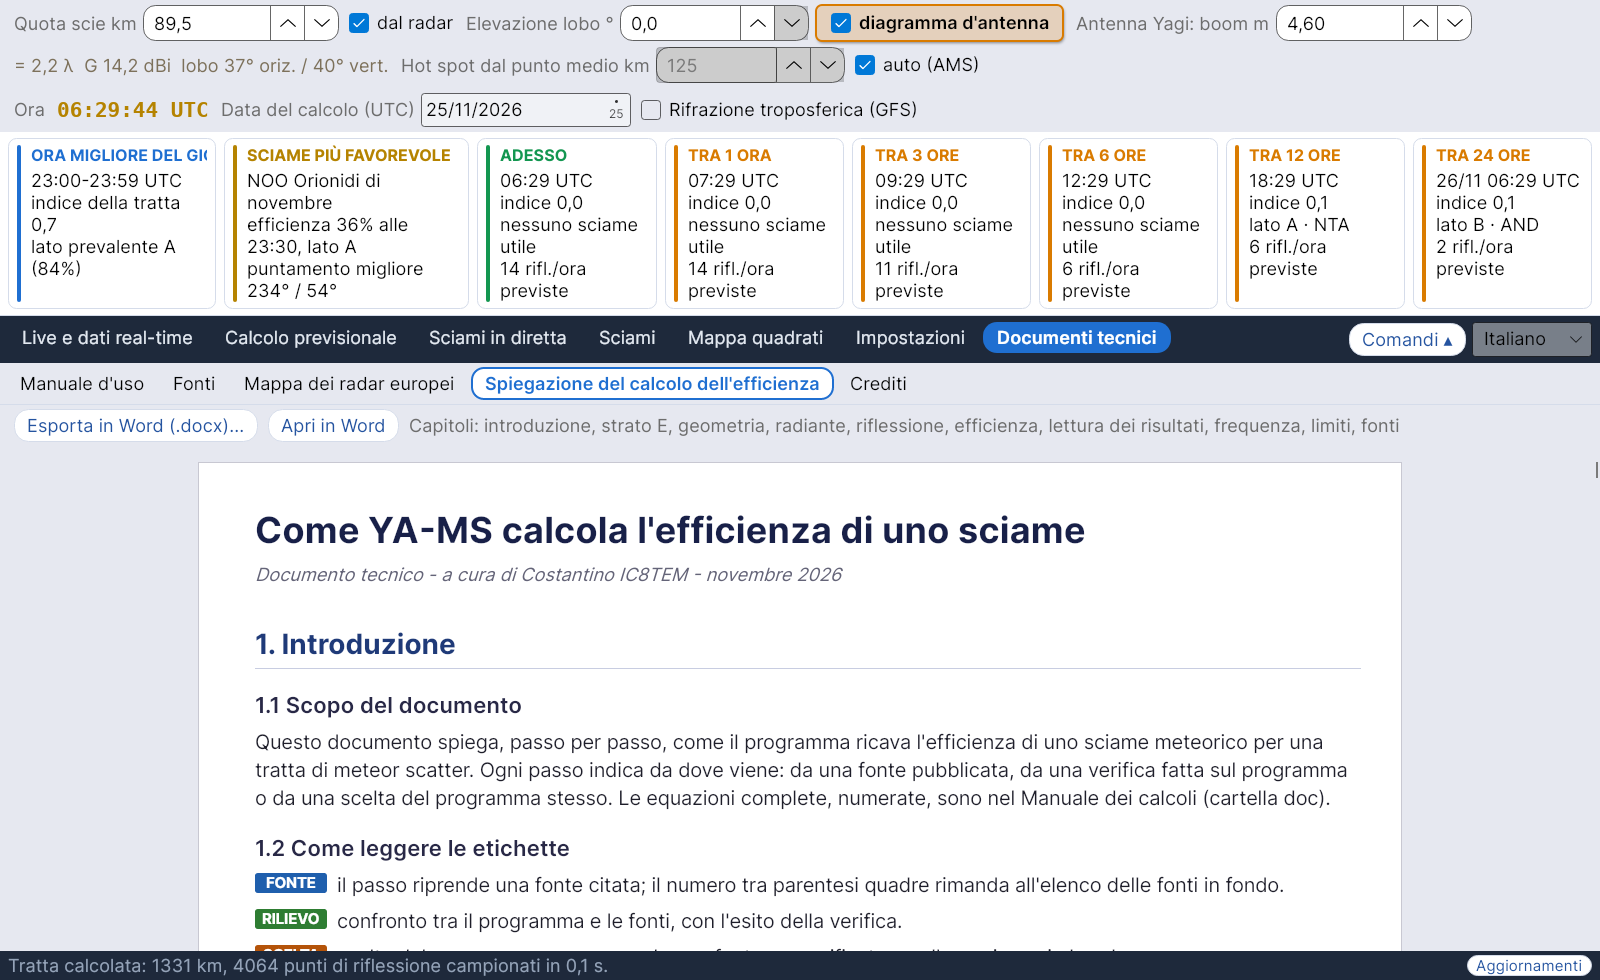 Quota scie km 89,5 dal radar Elevazione lobo ° 0,0 diagramma d'antenna Antenna Yagi: boom m 4,60
= 2,2 λ G 14,2 dBi lobo 37° oriz. / 40° vert. Hot spot dal punto medio km 125 auto (AMS)
Ora 06:29:44 UTC Data del calcolo (UTC) 25/11/2026 25 Rifrazione troposferica (GFS)
ORA MIGLIORE DEL GI
23:00-23:59 UTC
indice della tratta
0,7
lato prevalente A
(84%)
SCIAME PIÙ FAVOREVOLE
NOO Orionidi di
novembre
efficienza 36% alle
23:30, lato A
puntamento migliore
234° / 54°
ADESSO
06:29 UTC
indice 0,0
nessuno sciame
utile
14 rifl./ora
previste
TRA 1 ORA
07:29 UTC
indice 0,0
nessuno sciame
utile
14 rifl./ora
previste
TRA 3 ORE
09:29 UTC
indice 0,0
nessuno sciame
utile
11 rifl./ora
previste
TRA 6 ORE
12:29 UTC
indice 0,0
nessuno sciame
utile
6 rifl./ora
previste
TRA 12 ORE
18:29 UTC
indice 0,1
lato A · NTA
6 rifl./ora
previste
TRA 24 ORE
26/11 06:29 UTC
indice 0,1
lato B · AND
2 rifl./ora
previste
Live e dati real-time Calcolo previsionale Sciami in diretta Sciami Mappa quadrati Impostazioni Documenti tecnici Comandi ▴ Italiano
Manuale d'uso Fonti Mappa dei radar europei Spiegazione del calcolo dell'efficienza Crediti
Esporta in Word (.docx)... Apri in Word Capitoli: introduzione, strato E, geometria, radiante, riflessione, efficienza, lettura dei risultati, frequenza, limiti, fonti
Come YA-MS calcola l'efficienza di uno sciame
Documento tecnico - a cura di Costantino IC8TEM - novembre 2026
1. Introduzione
1.1 Scopo del documento
Questo documento spiega, passo per passo, come il programma ricava l'efficienza di uno sciame meteorico per una
tratta di meteor scatter. Ogni passo indica da dove viene: da una fonte pubblicata, da una verifica fatta sul programma
o da una scelta del programma stesso. Le equazioni complete, numerate, sono nel Manuale dei calcoli (cartella doc).
1.2 Come leggere le etichette
FONTE il passo riprende una fonte citata; il numero tra parentesi quadre rimanda all'elenco delle fonti in fondo.
RILIEVO confronto tra il programma e le fonti, con l'esito della verifica.
Tratta calcolata: 1331 km, 4064 punti di riflessione campionati in 0,1 s. Aggiornamenti